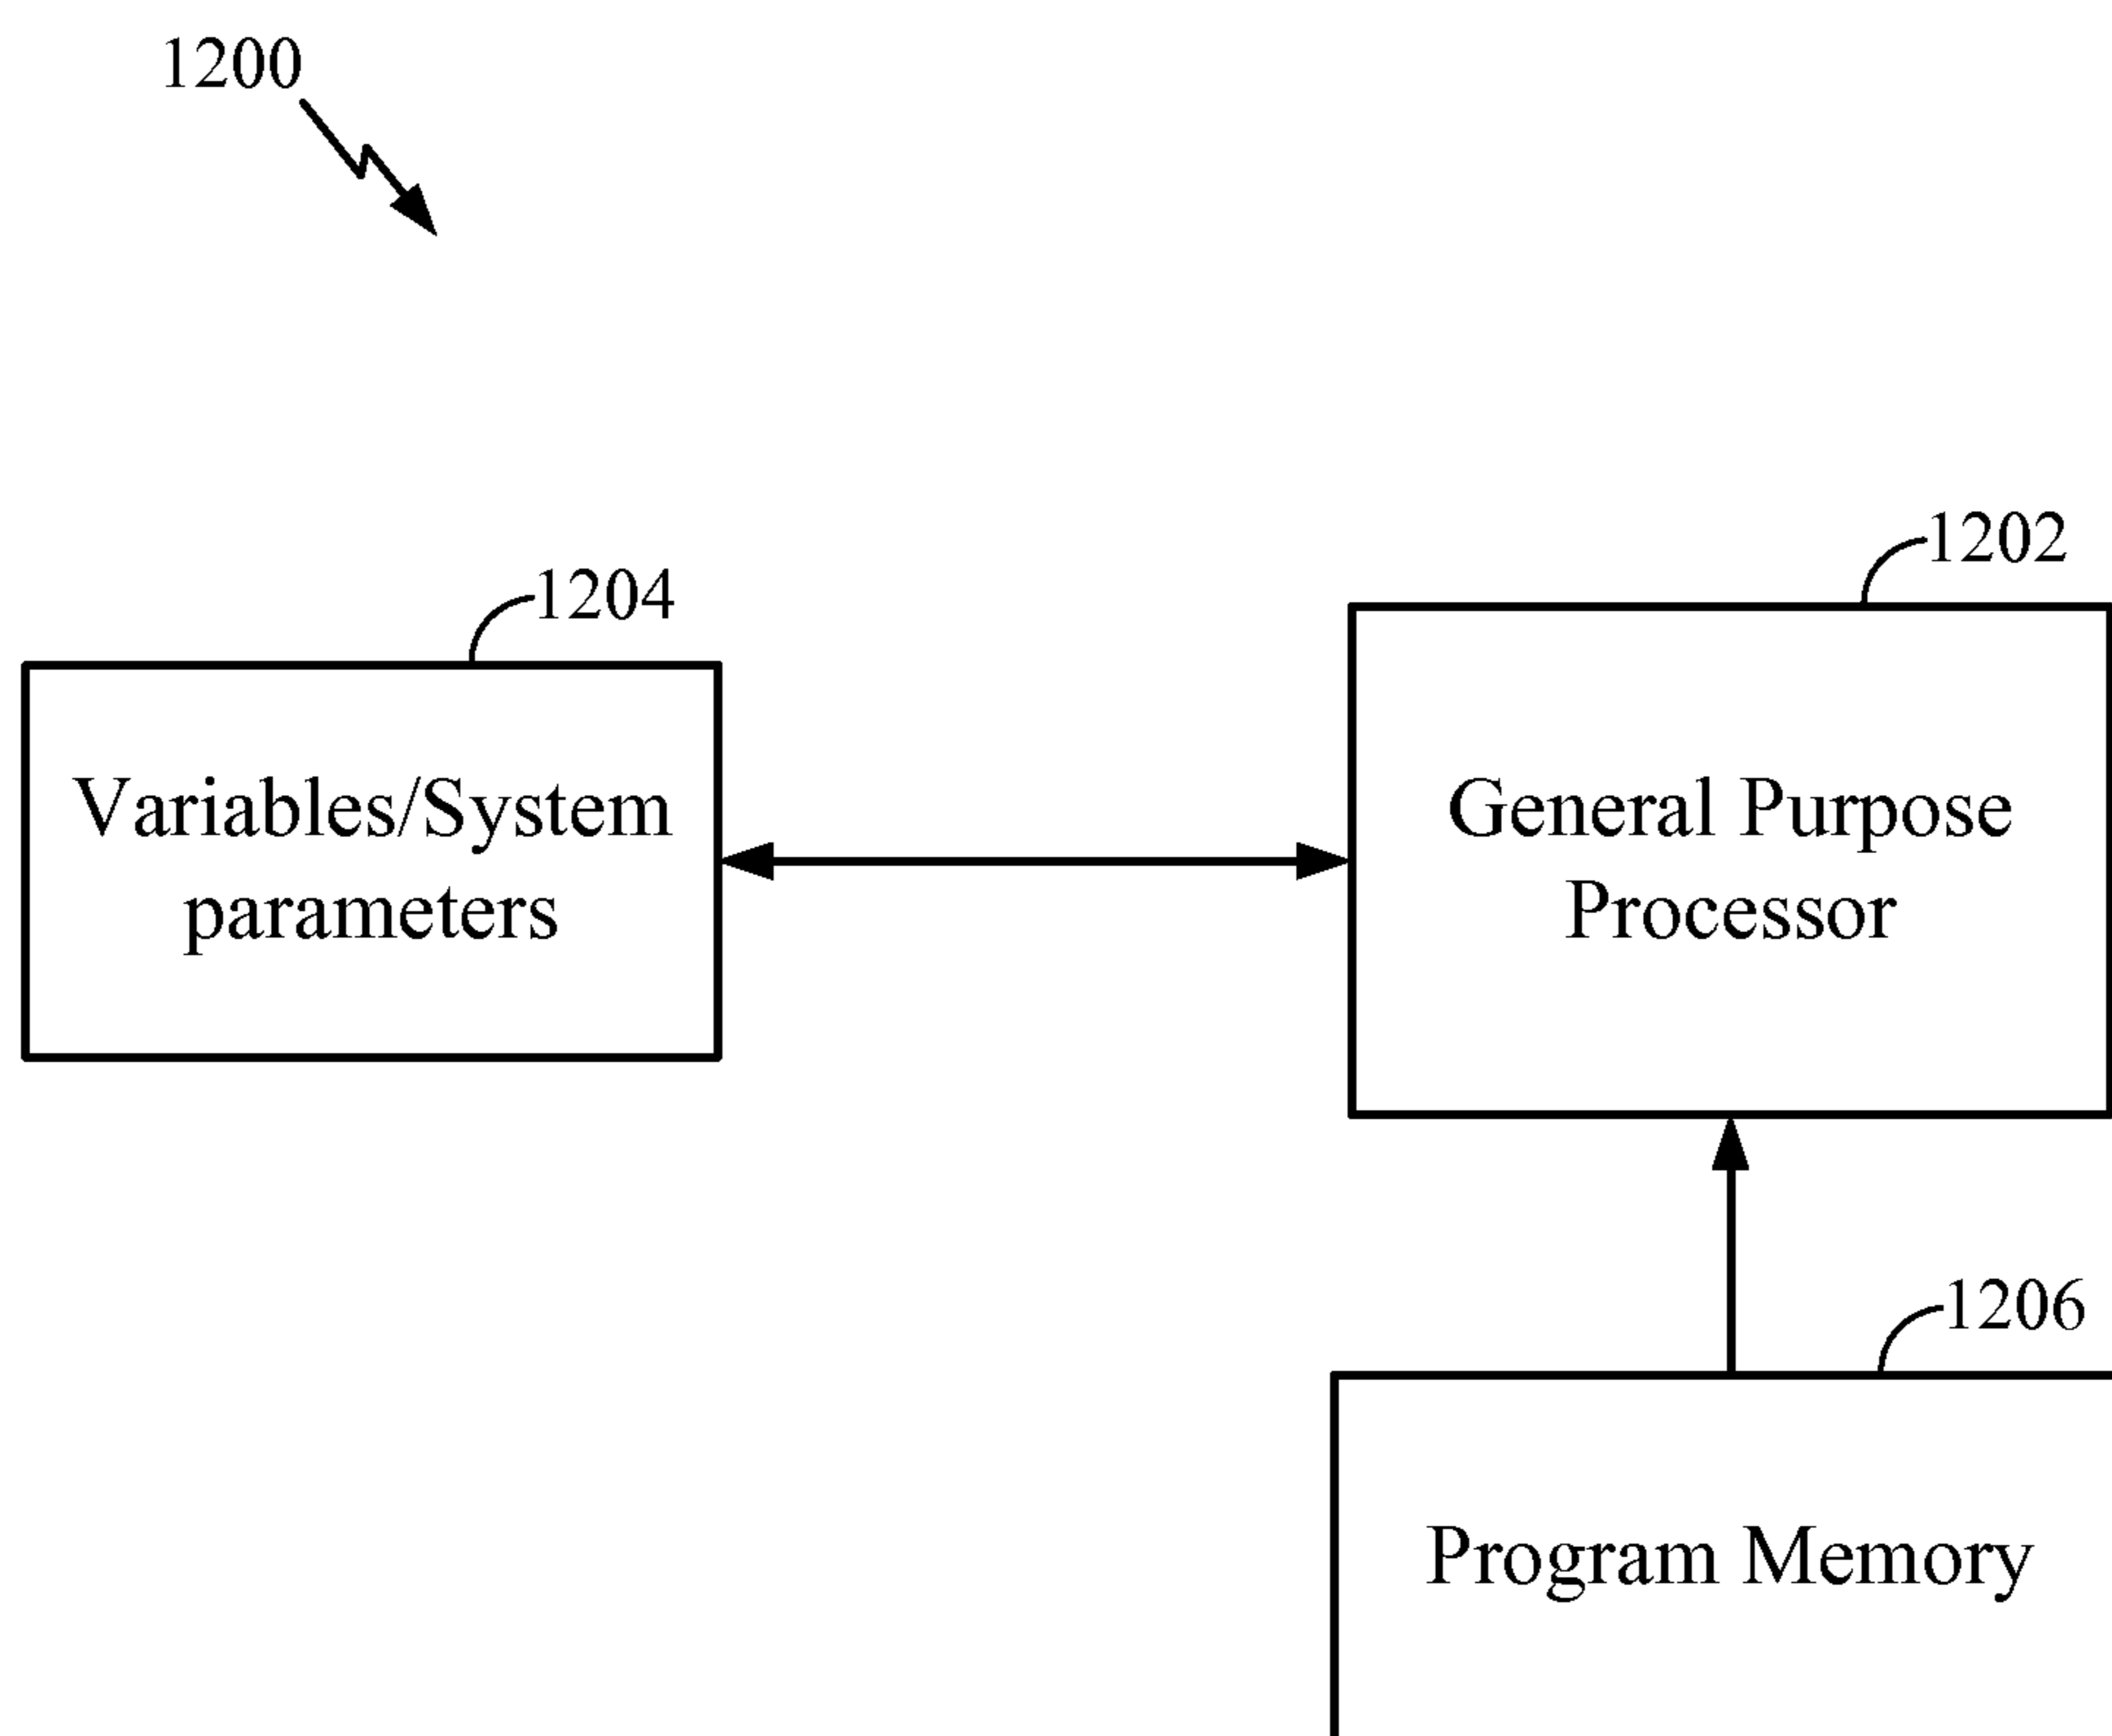 1200
1202
1204
Variables/System
parameters
General Purpose
Processor
1206
Program Memory